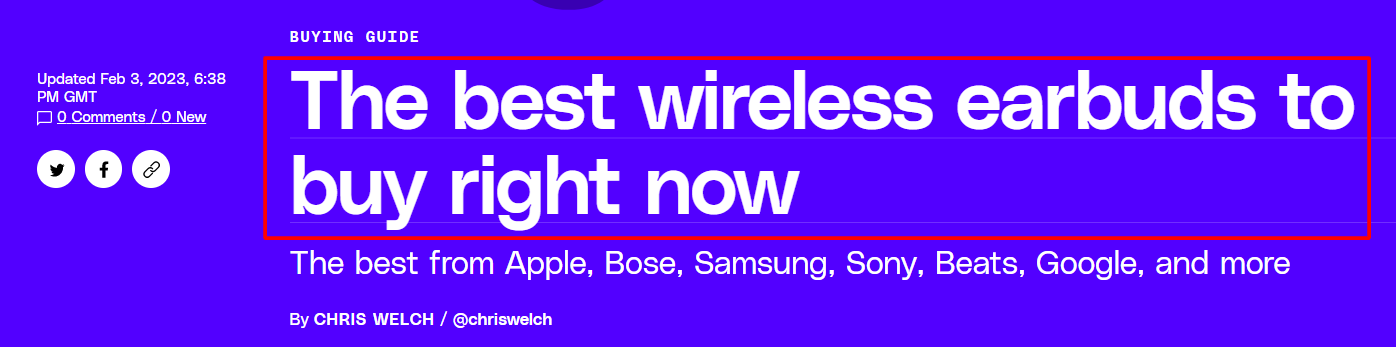 BUYING GUIDE
Updated Feb 3, 2023, 6:38
PM GMT
0 Comments / 0 New
The best wireless earbuds to
buy right now
The best from Apple, Bose, Samsung, Sony, Beats, Google, and more
By CHRIS WELCH / @chriswelch